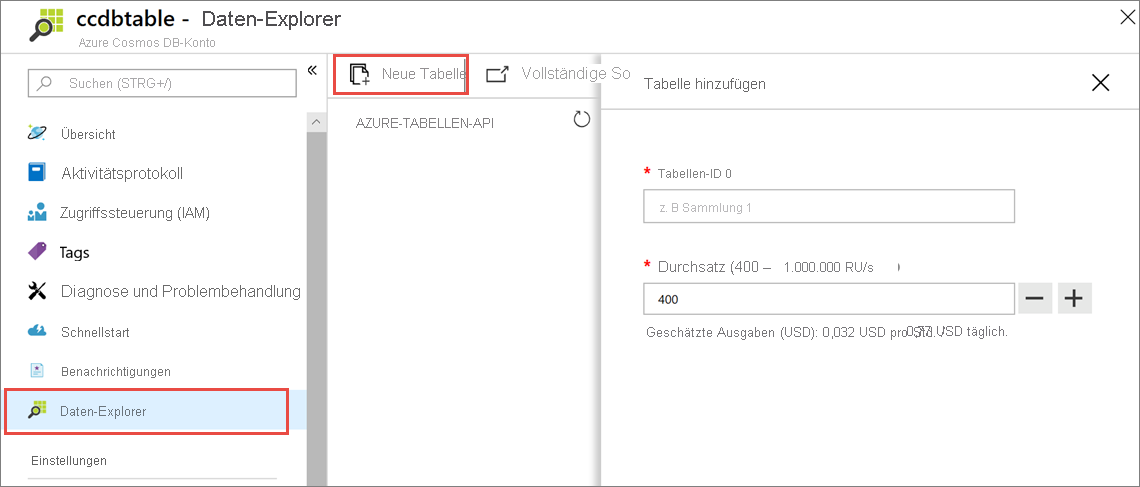 ccdbtable - Daten-Explorer
Azure Cosmos DB-Konto
Suchen (STRG+/)
Übersicht
Aktivitätsprotokoll
Zugriffssteuerung (IAM)
Tags
Diagnose und Problembehandlung
Schnellstart
Benachrichtigungen
Daten-Explorer
Einstellungen
Neue Tabelle
Vollständige So
AZURE-TABELLEN-API
Tabelle hinzufügen
* Tabellen-ID 0
z. B Sammlung 1
* Durchsatz (400 – 1.000.000 RU/s )
400
Geschätzte Ausgaben (USD): 0,032 USD pro Std. / 0,77 USD täglich.